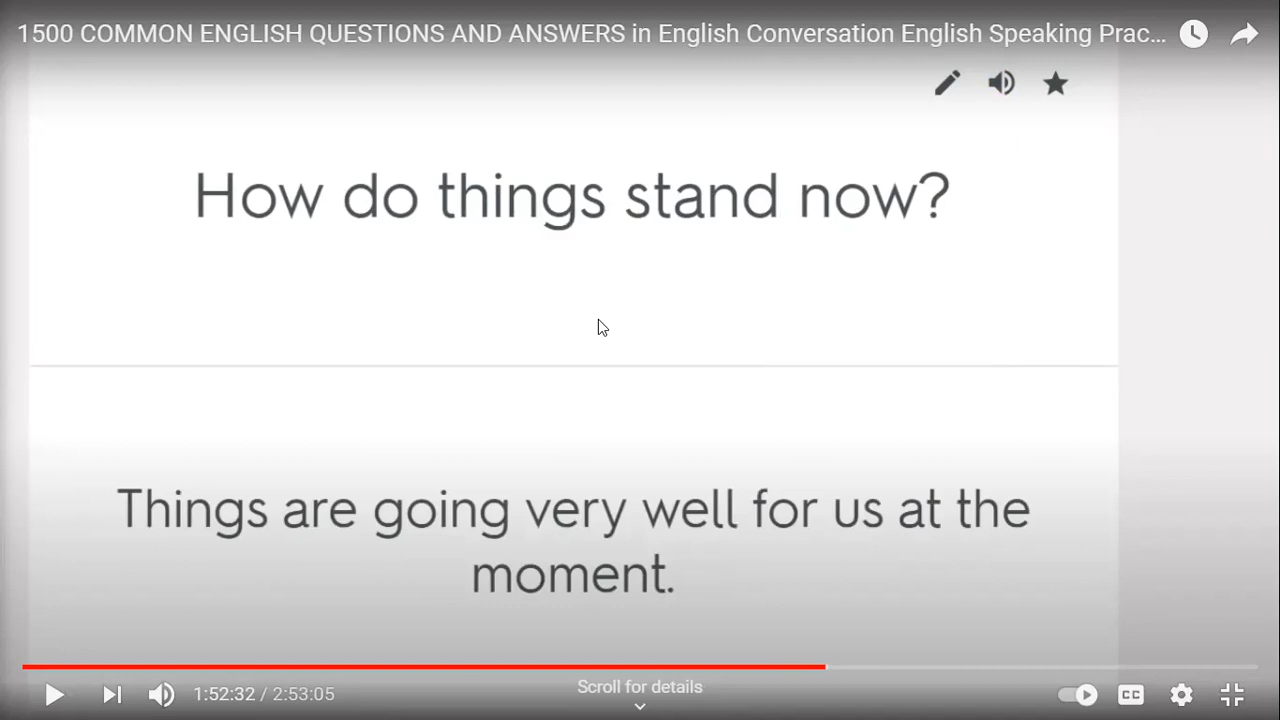 1500 COMMON ENGLISH QUESTIONS AND ANSWERS in English Conversation English Speaking Prac...
How do things stand now?
Things are going very well for us at the
moment.
1:52:32 / 2:53:05
Scroll for details
CC